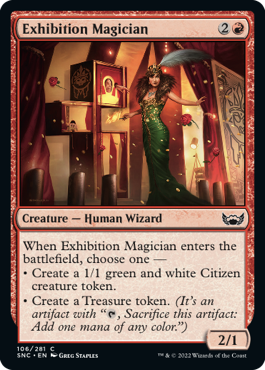 Exhibition Magician 2
Creature — Human Wizard
When Exhibition Magician enters the
battlefield, choose one —
• Create a 1/1 green and white Citizen
creature token.
• Create a Treasure token. (It's an
artifact with ", Sacrifice this artifact:
Add one mana of any color.")
2/1
106/281 C
SNC • EN GREG STAPLES
™ & © 2022 Wizards of the Coast